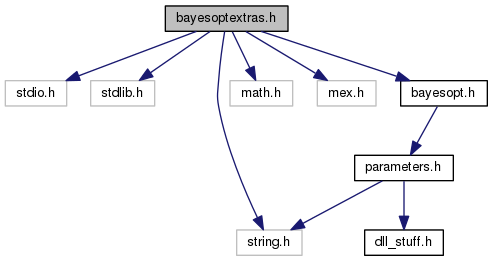 bayesoptextras.h
stdio.h
stdlib.h
math.h
mex.h
bayesopt.h
parameters.h
string.h
dll_stuff.h